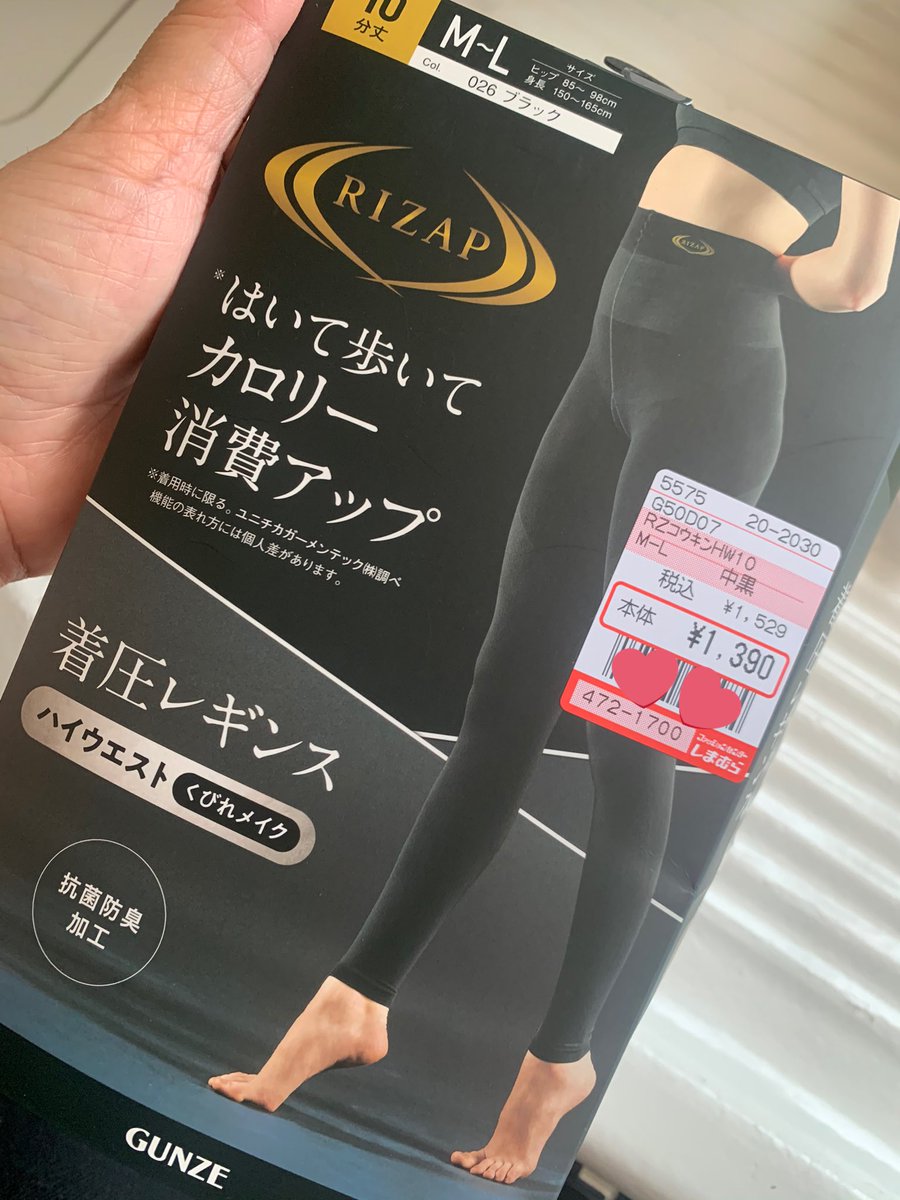 10
分丈
M~L
サイズ
ヒップ 85~ 98cm
身長 150~165cm
Col.
026 ブラック
RIZAP
RIZAP
※はいて歩いて
カロリー
消費アップ
※着用時に限る。ユニチカガーメンテック㈱調べ
機能の表れ方には個人差があります。
着圧レギンス
ハイウエスト
くびれメイク
抗菌防臭
加工
GUNZE
5575
G50D07
20-2030
RZコウキンHW10
M-L
中黒
税込
¥1,529
本体
¥1,390
472-1700
しまむら